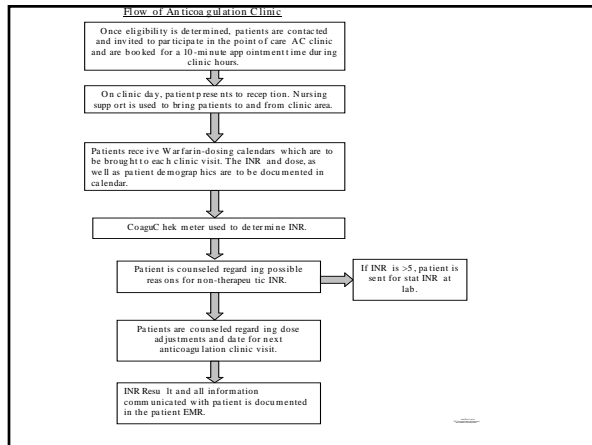 Flow of Anticoagulation Clinic
Once eligibility is determined, patients are contacted
and invited to participate in the point of care AC clinic
and are booked for a 10-minute appointment time during
clinic hours.
On clinic day, patient presents to reception. Nursing
support is used to bring patients to and from clinic area.
Patients receive Warfarin-dosing calendars which are to
be brought to each clinic visit. The INR and dose, as
well as patient demographics are to be documented in
calendar.
CoaguChek meter used to determine INR.
Patient is counseled regarding possible
reasons for non-therapeutic INR.
If INR is >5, patient is
sent for stat INR at
lab.
Patients are counseled regarding dose
adjustments and date for next
anticoagulation clinic visit.
INR Result and all information
communicated with patient is documented
in the patient EMR.